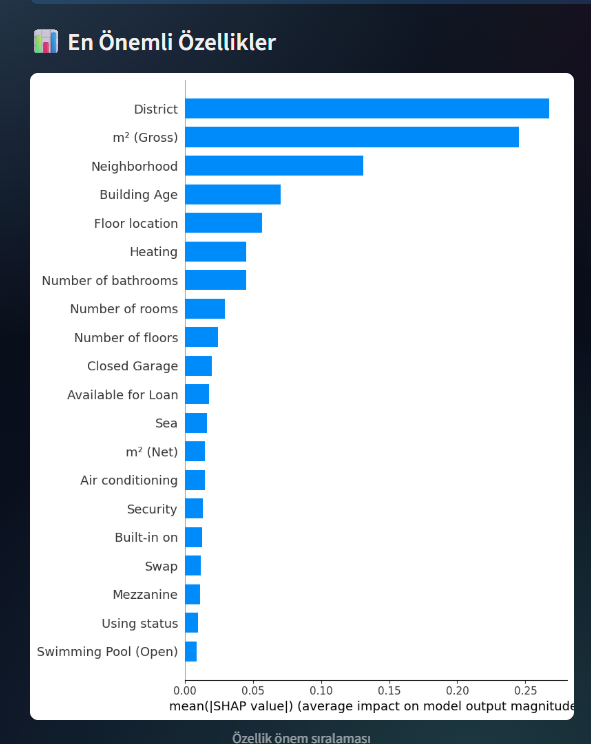 En Önemli Özellikler
District
m² (Gross)
Neighborhood
Building Age
Floor location
Heating
Number of bathrooms
Number of rooms
Number of floors
Closed Garage
Available for Loan
Sea
m² (Net)
Air conditioning
Security
Built-in on
Swap
Mezzanine
Using status
Swimming Pool (Open)
0.00 0.05 0.10 0.15 0.20 0.25
mean(|SHAP value|) (average impact on model output magnitude
Özellik önem sıralaması